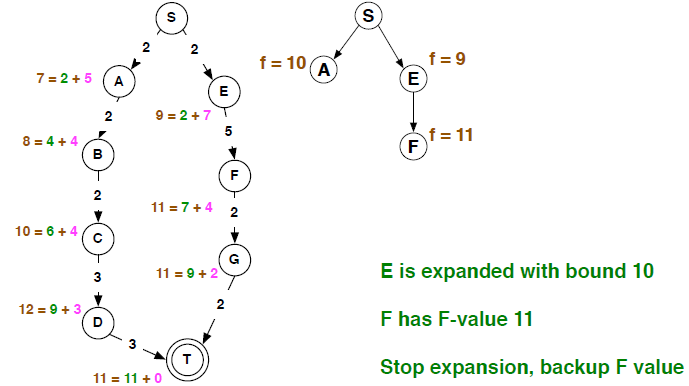 S
2
2
7 = 2 + 5
A
E
9 = 2 + 7
2
5
8 = 4 + 4
B
F
11 = 7 + 4
2
2
10 = 6 + 4
C
G
11 = 9 + 2
3
2
12 = 9 + 3
D
3
T
11 = 11 + 0
S
f = 10
A
E
f = 9
F
f = 11
E is expanded with bound 10
F has F-value 11
Stop expansion, backup F value